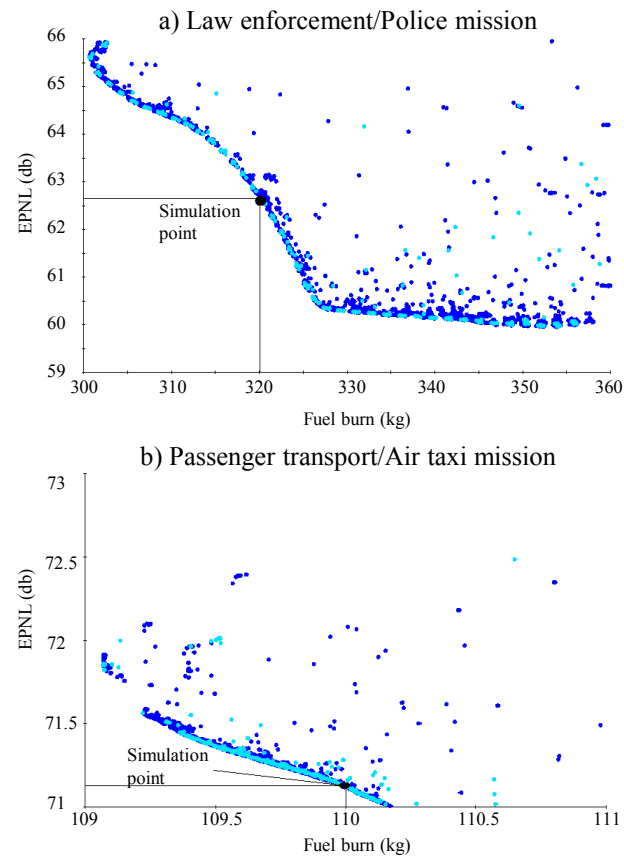 a) Law enforcement/Police mission
66
65
64
63
62
61
60
59
EPNL (db)
Simulation
point
300 310 320 330 340 350 360
Fuel burn (kg)
b) Passenger transport/Air taxi mission
73
72.5
72
71.5
71
EPNL (db)
Simulation
point
109 109.5 110 110.5 111
Fuel burn (kg)